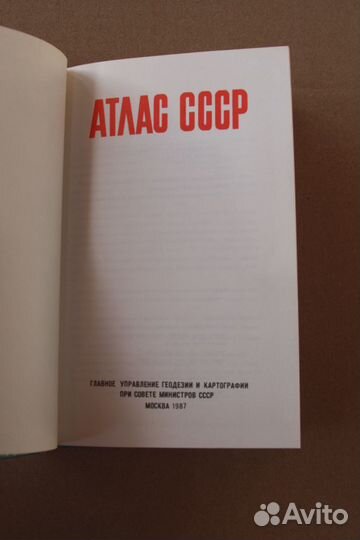 АТЛАС СССР
ГЛАВНОЕ УПРАВЛЕНИЕ ГЕОДЕЗИИ И КАРТОГРАФИИ
ПРИ СОВЕТЕ МИНИСТРОВ СССР
МОСКВА 1987
Avito